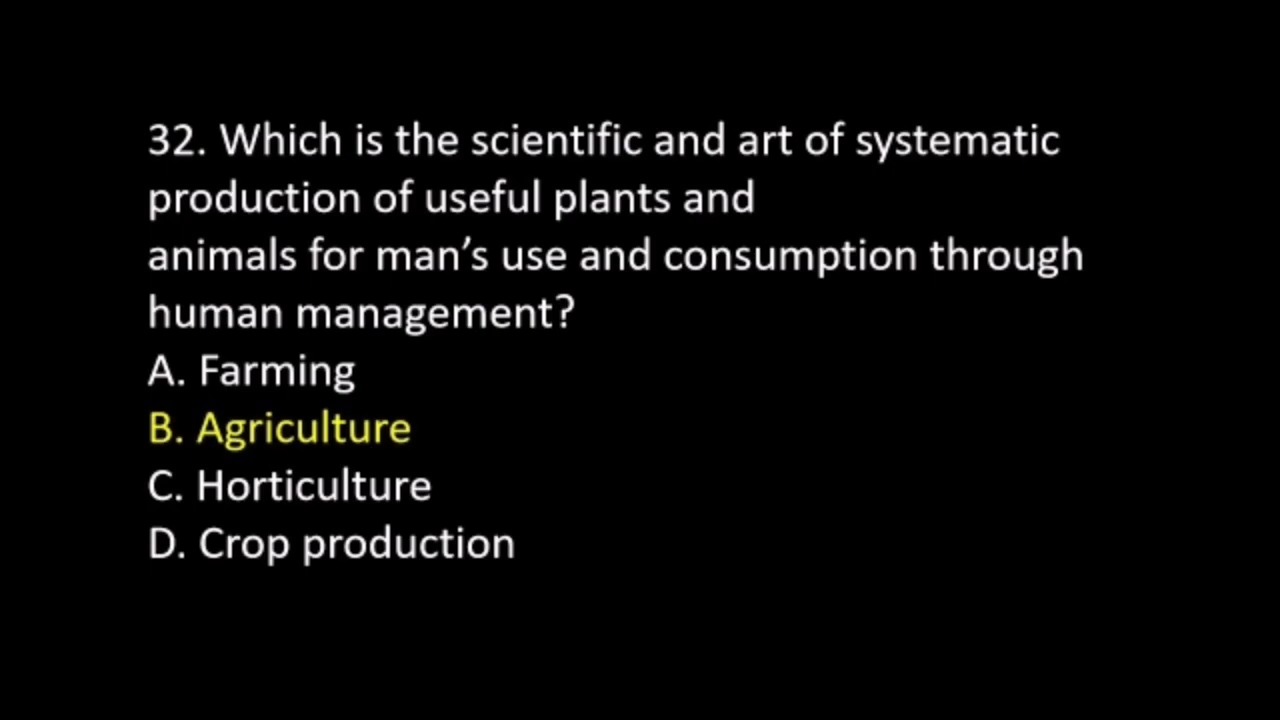 32. Which is the scientific and art of systematic
production of useful plants and
animals for man’s use and consumption through
human management?
A. Farming
B. Agriculture
C. Horticulture
D. Crop production